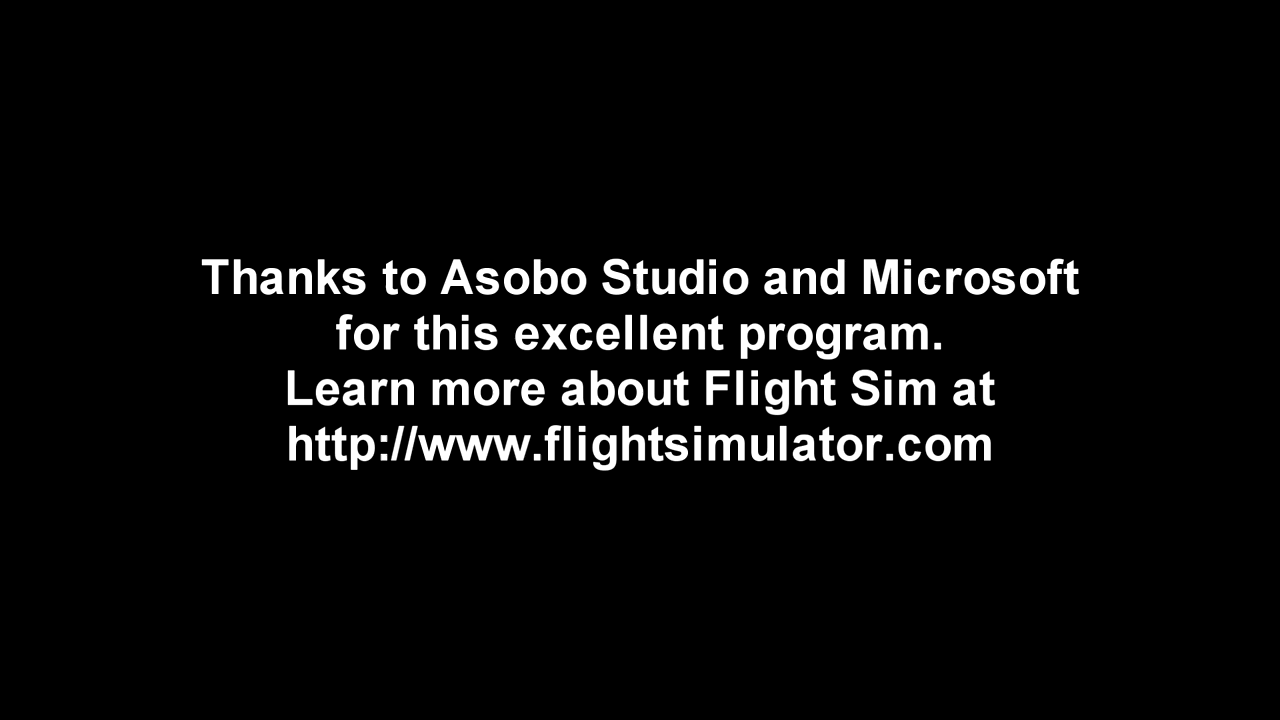 Thanks to Asobo Studio and Microsoft
for this excellent program.
Learn more about Flight Sim at
http://www.flightsimulator.com